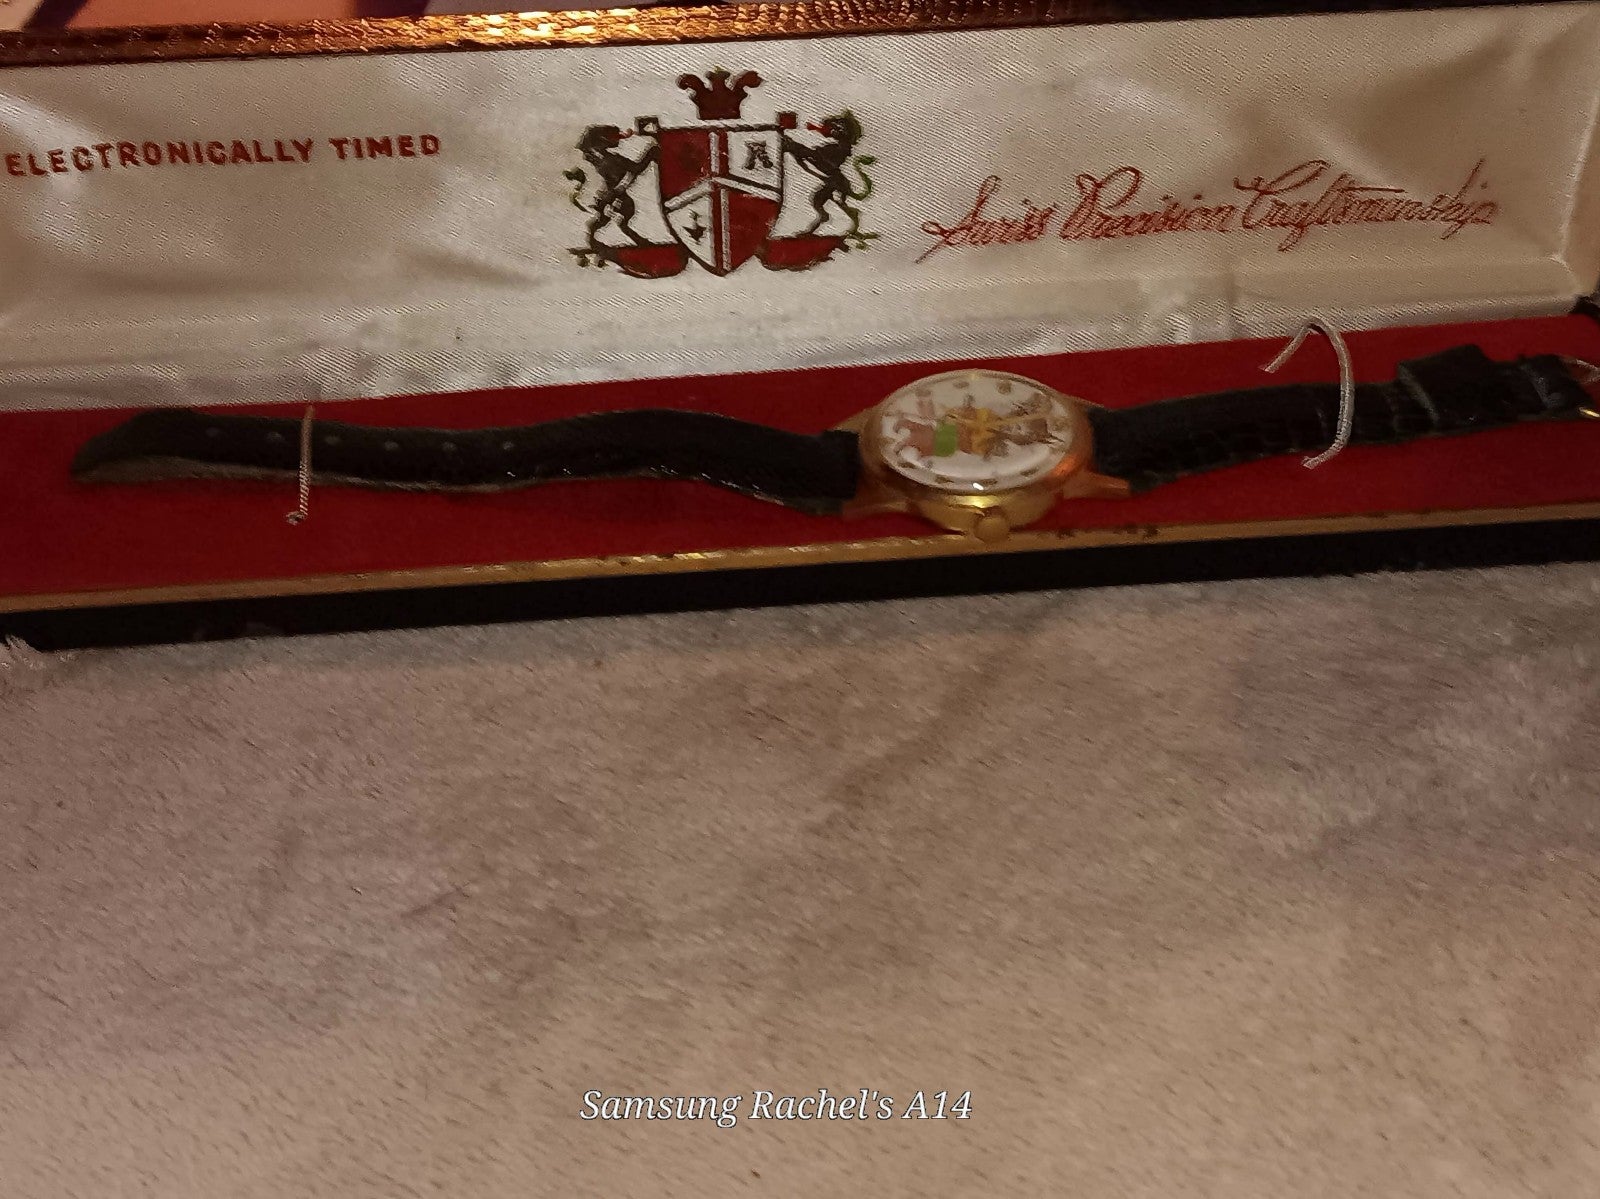 ELECTRONICALLY TIMED
Swiss Precision Craftsmanship
Samsung Rachel's A14